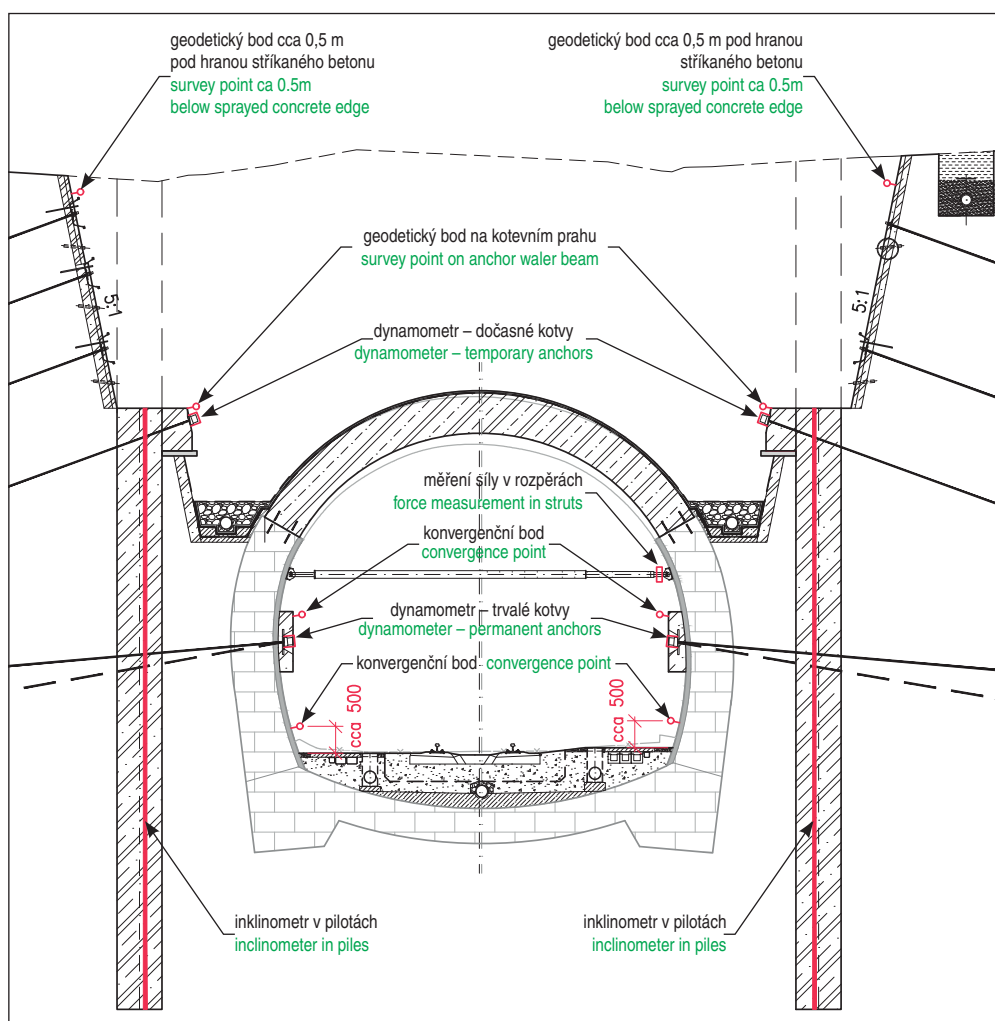 geodetický bod cca 0,5 m
pod hranou stříkaného betonu
survey point ca 0.5m
below sprayed concrete edge
geodetický bod cca 0,5 m pod hranou
stříkaného betonu
survey point ca 0.5m
below sprayed concrete edge
geodetický bod na kotevním prahu
survey point on anchor waler beam
5:1
5:1
dynamometr – dočasné kotvy
dynamometer – temporary anchors
měření síly v rozpěrách
force measurement in struts
konvergenční bod
convergence point
dynamometr – trvalé kotvy
dynamometer – permanent anchors
konvergenční bod convergence point
cca 500
cca 500
inklinometr v pilotách
inclinometer in piles
inklinometr v pilotách
inclinometer in piles